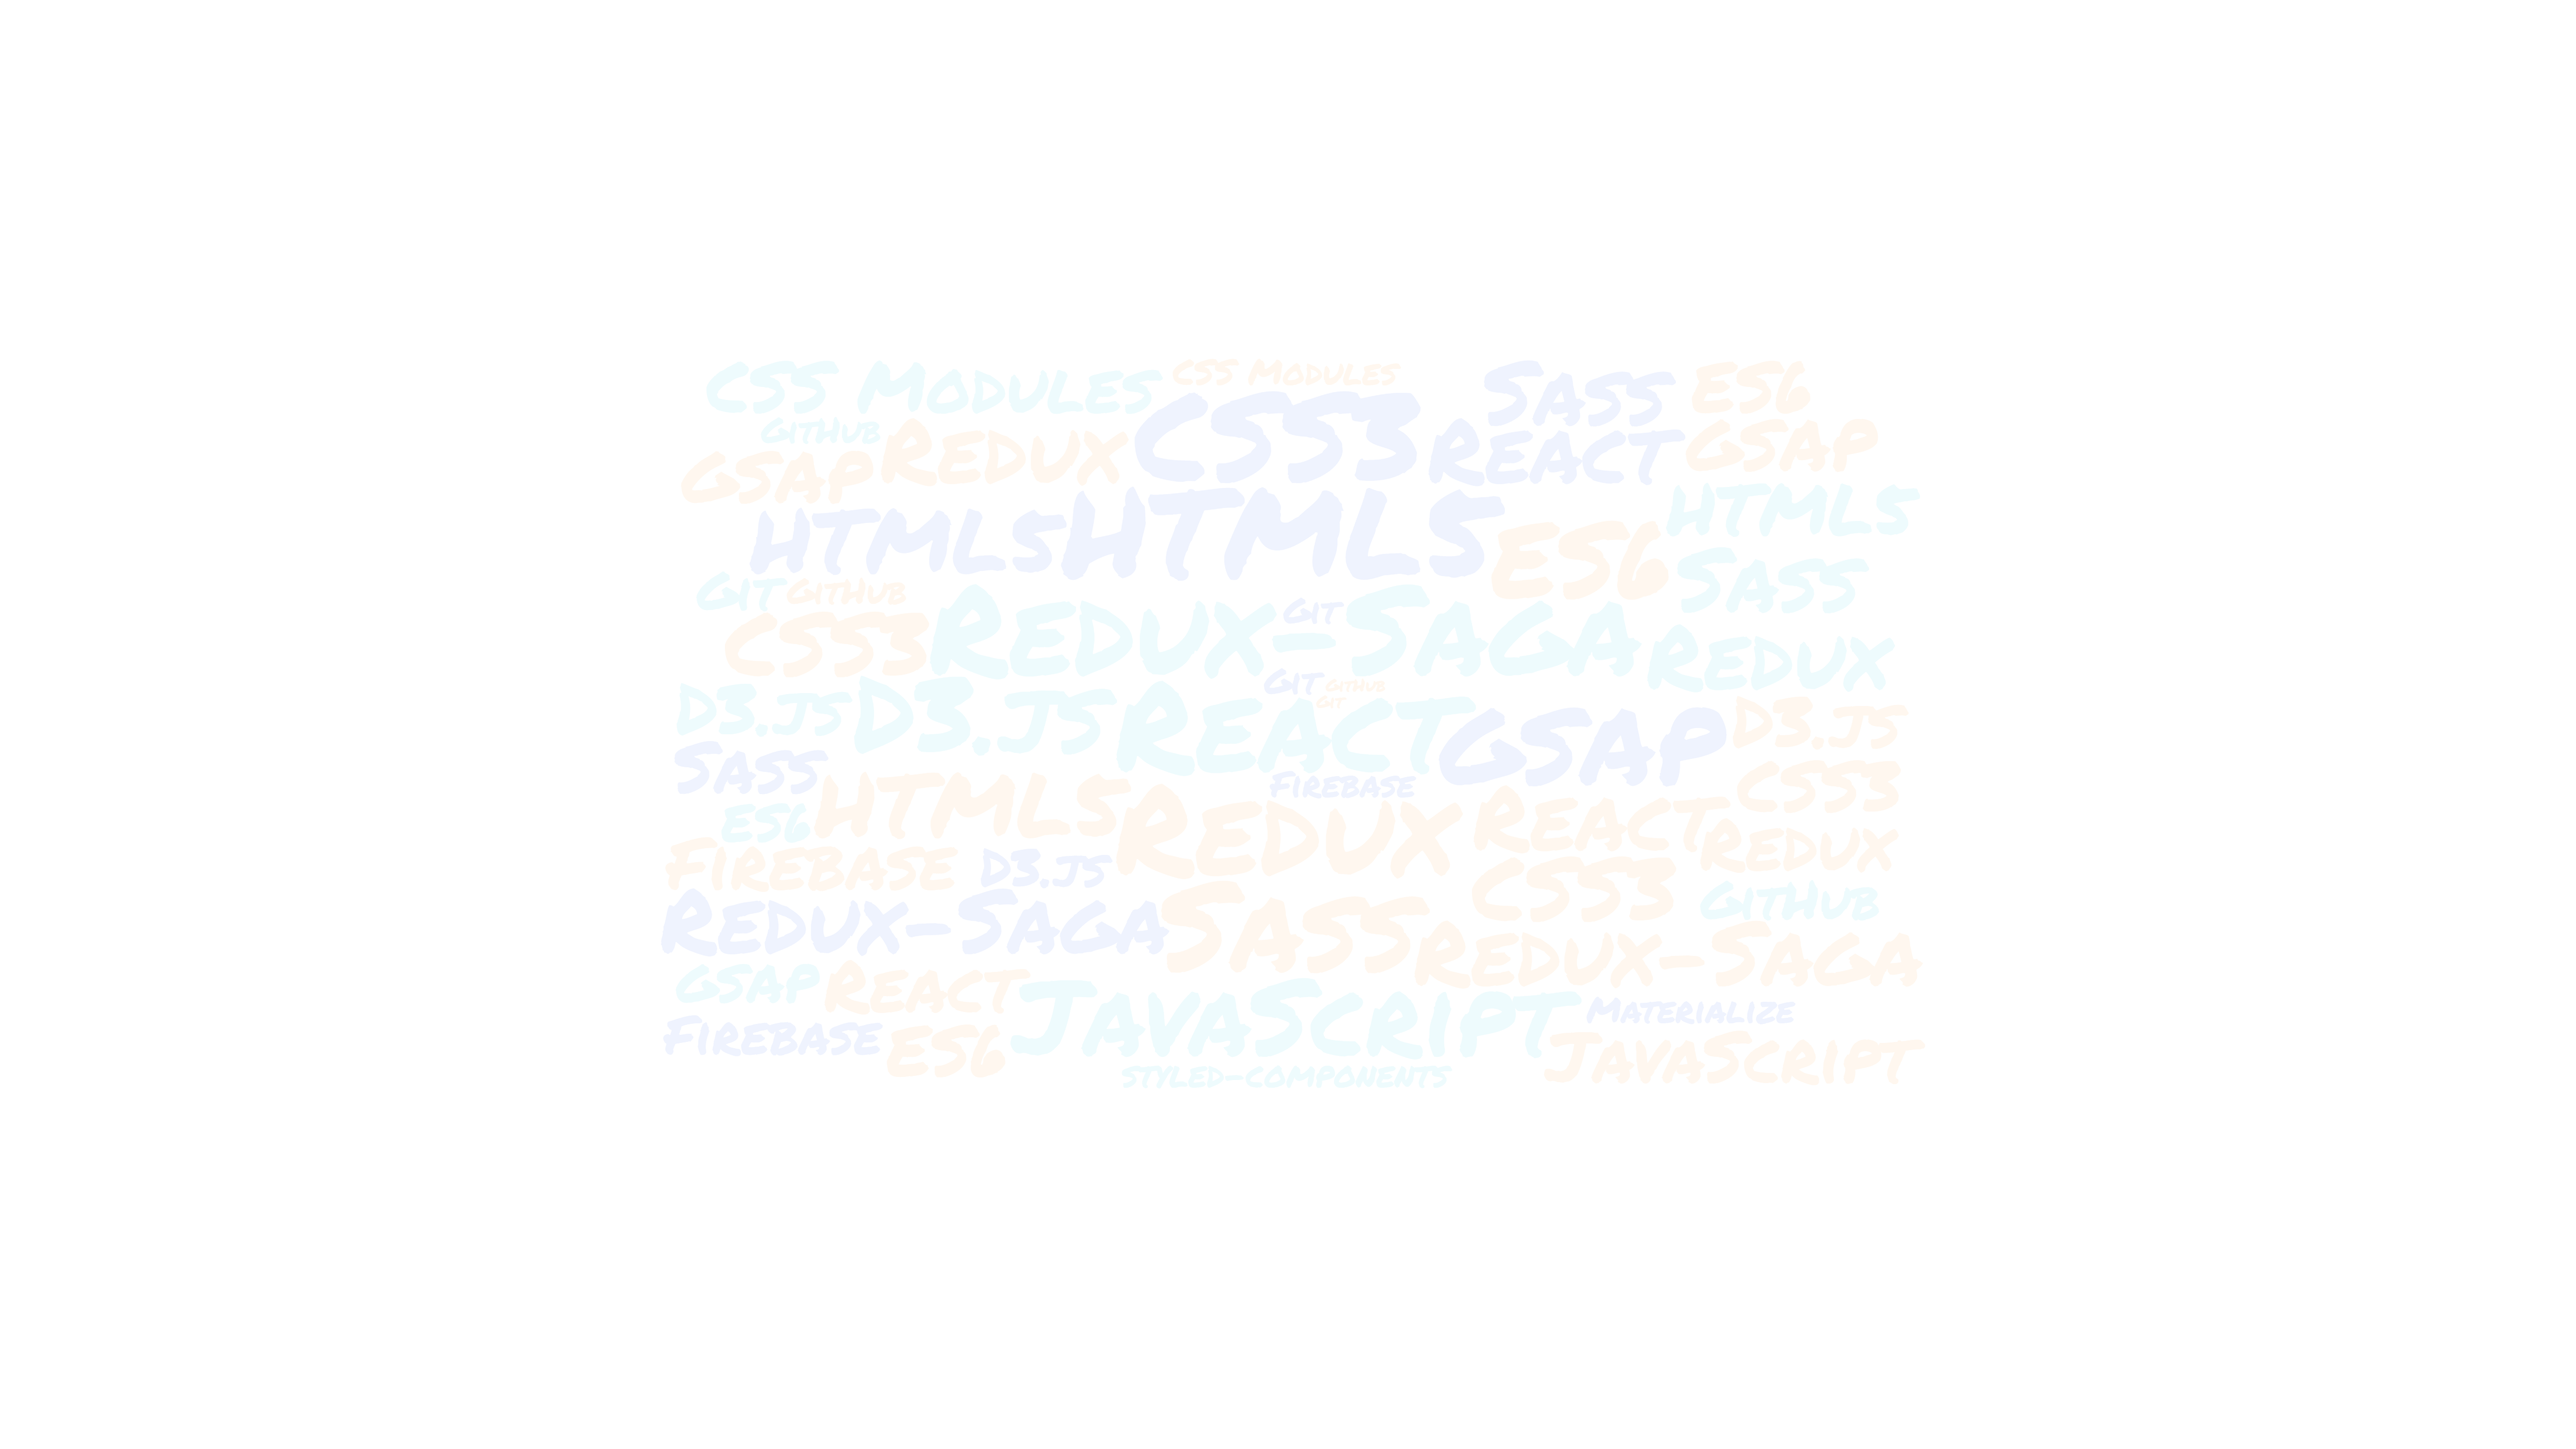 CSS Modules CSS Modules Sass ES6
GitHub Redux CSS3 React GSAP
GSAP
HTML5 HTML5 HTML5
ES6
Git GitHub Sass
CSS3 Redux-Saga Git Redux
D3.js D3.js Git GitHub
Git
React GSAP D3.js
Sass Firebase CSS3
ES6 HTML5 Redux React Redux
Firebase D3.js CSS3 GitHub
Redux-Saga Sass Redux-Saga
GSAP React JavaScript Materialize
Firebase ES6 JavaScript
styled-components